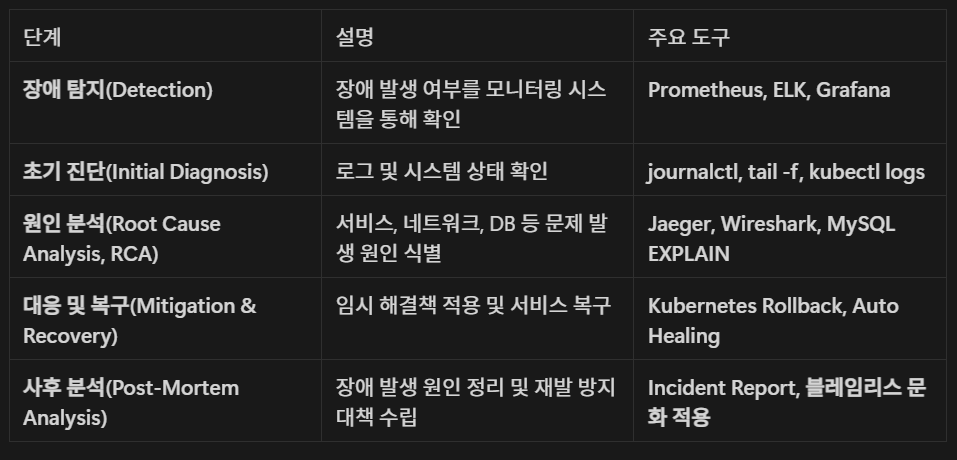 단계
설명
주요 도구
장애 탐지(Detection)
장애 발생 여부를 모니터링 시스
템을 통해 확인
Prometheus, ELK, Grafana
초기 진단(Initial Diagnosis)
로그 및 시스템 상태 확인
journalctl, tail -f, kubectl logs
원인 분석(Root Cause
Analysis, RCA)
서비스, 네트워크, DB 등 문제 발
생 원인 식별
Jaeger, Wireshark, MySQL
EXPLAIN
대응 및 복구(Mitigation &
Recovery)
임시 해결책 적용 및 서비스 복구
Kubernetes Rollback, Auto
Healing
사후 분석(Post-Mortem
Analysis)
장애 발생 원인 정리 및 재발 방지
대책 수립
Incident Report, 블레임리스 문
화 적용